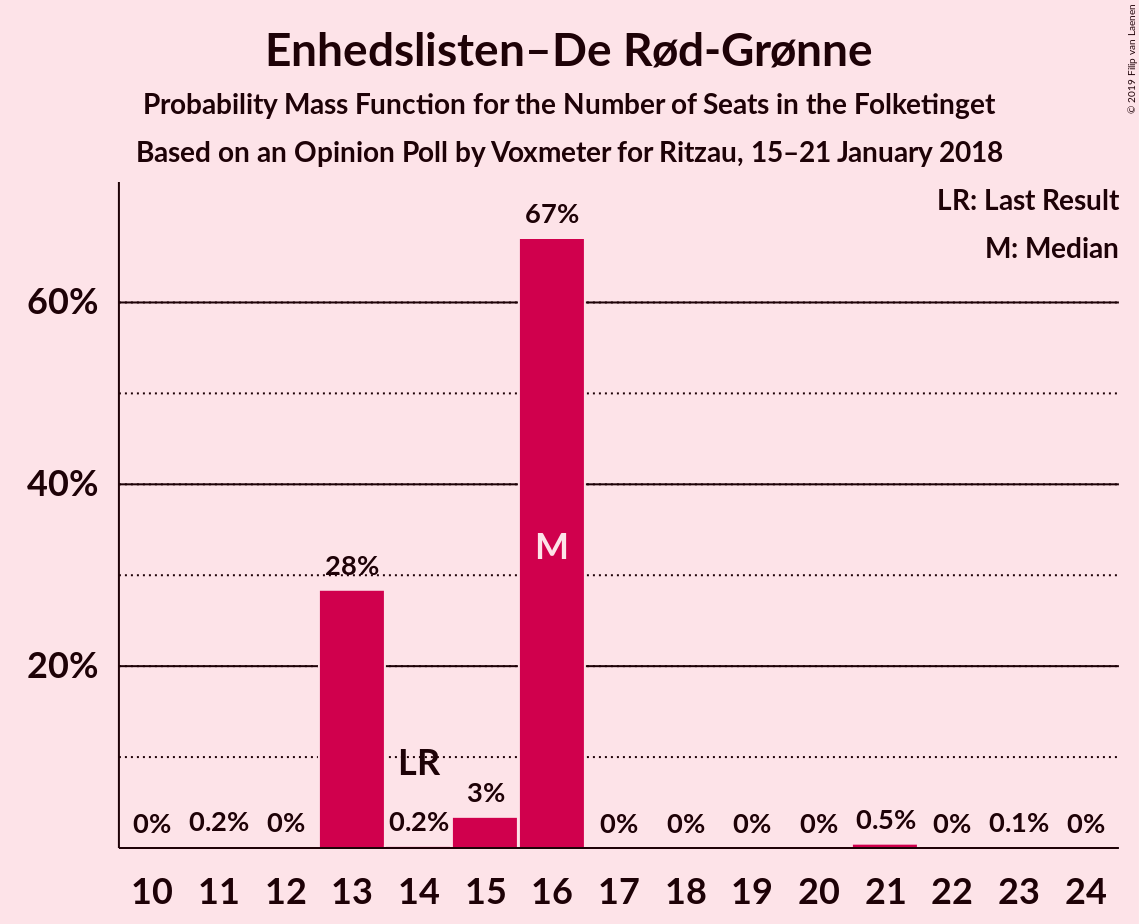 Enhedslisten–De Rød-Grønne
Probability Mass Function for the Number of Seats in the Folketinget
Based on an Opinion Poll by Voxmeter for Ritzau, 15–21 January 2018
© 2019 Filip van Laenen
LR: Last Result
M: Median
67%
60%
M
40%
28%
20%
LR
3%
0% 0.2% 0% 0.2% 0% 0% 0% 0% 0.5% 0% 0.1% 0%
10 11 12 13 14 15 16 17 18 19 20 21 22 23 24